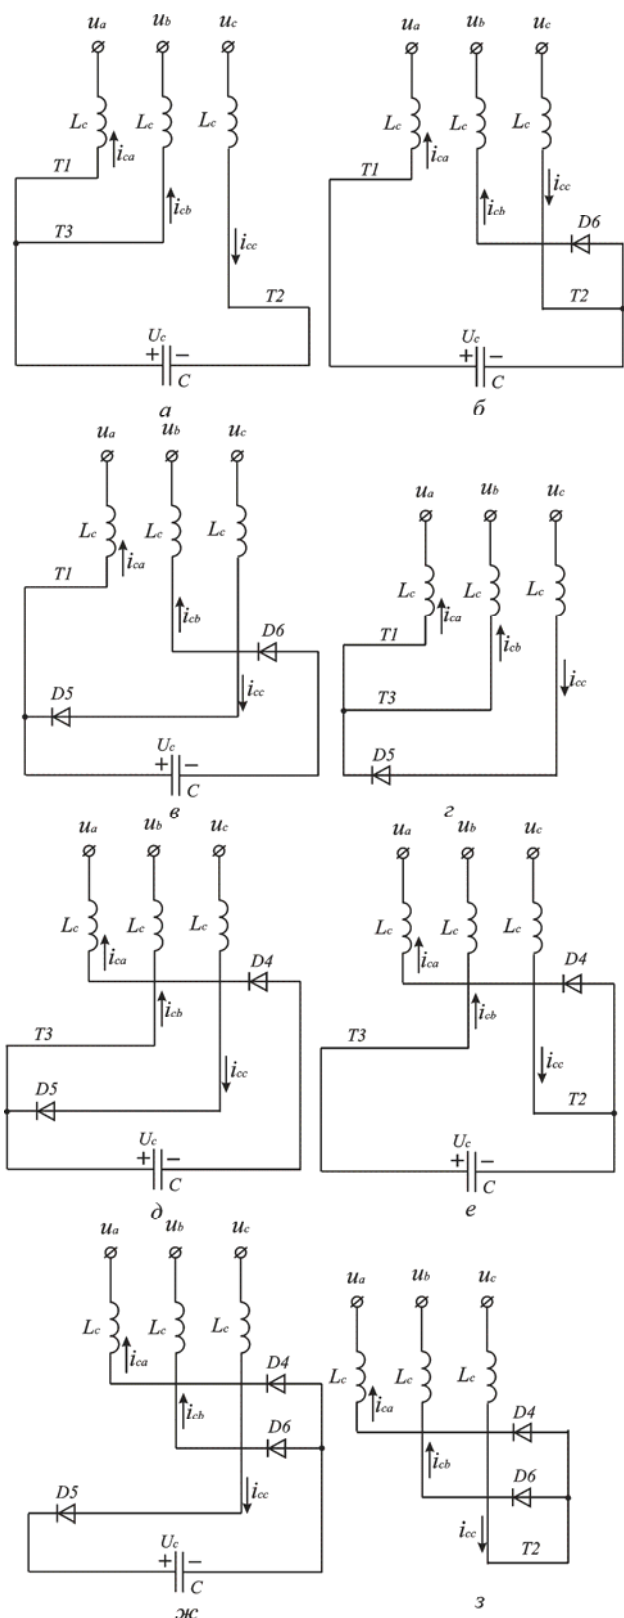 ua ub uc
Lc Lc Lc
ica
T1
icb
T3
icc
T2
Uc
+ −
C
а
ua ub uc
Lc Lc Lc
ica
T1
icc
icb
D6
T2
Uc
+ −
C
б
ua ub uc
Lc Lc Lc
ica
T1
icb
D6
icc
D5
Uc
+ −
C
в
ua ub uc
Lc Lc Lc
ica
T1
icb
T3
icc
D5
г
ua ub uc
Lc Lc Lc
ica
D4
icb
T3
icc
D5
Uc
+ −
C
д
ua ub uc
Lc Lc Lc
ica
D4
icb
T3
icc
T2
Uc
+ −
C
е
ua ub uc
Lc Lc Lc
ica
D4
icb
D6
icc
D5
Uc
+ −
C
ж
ua ub uc
Lc Lc Lc
ica
D4
icb
D6
icc
T2
з